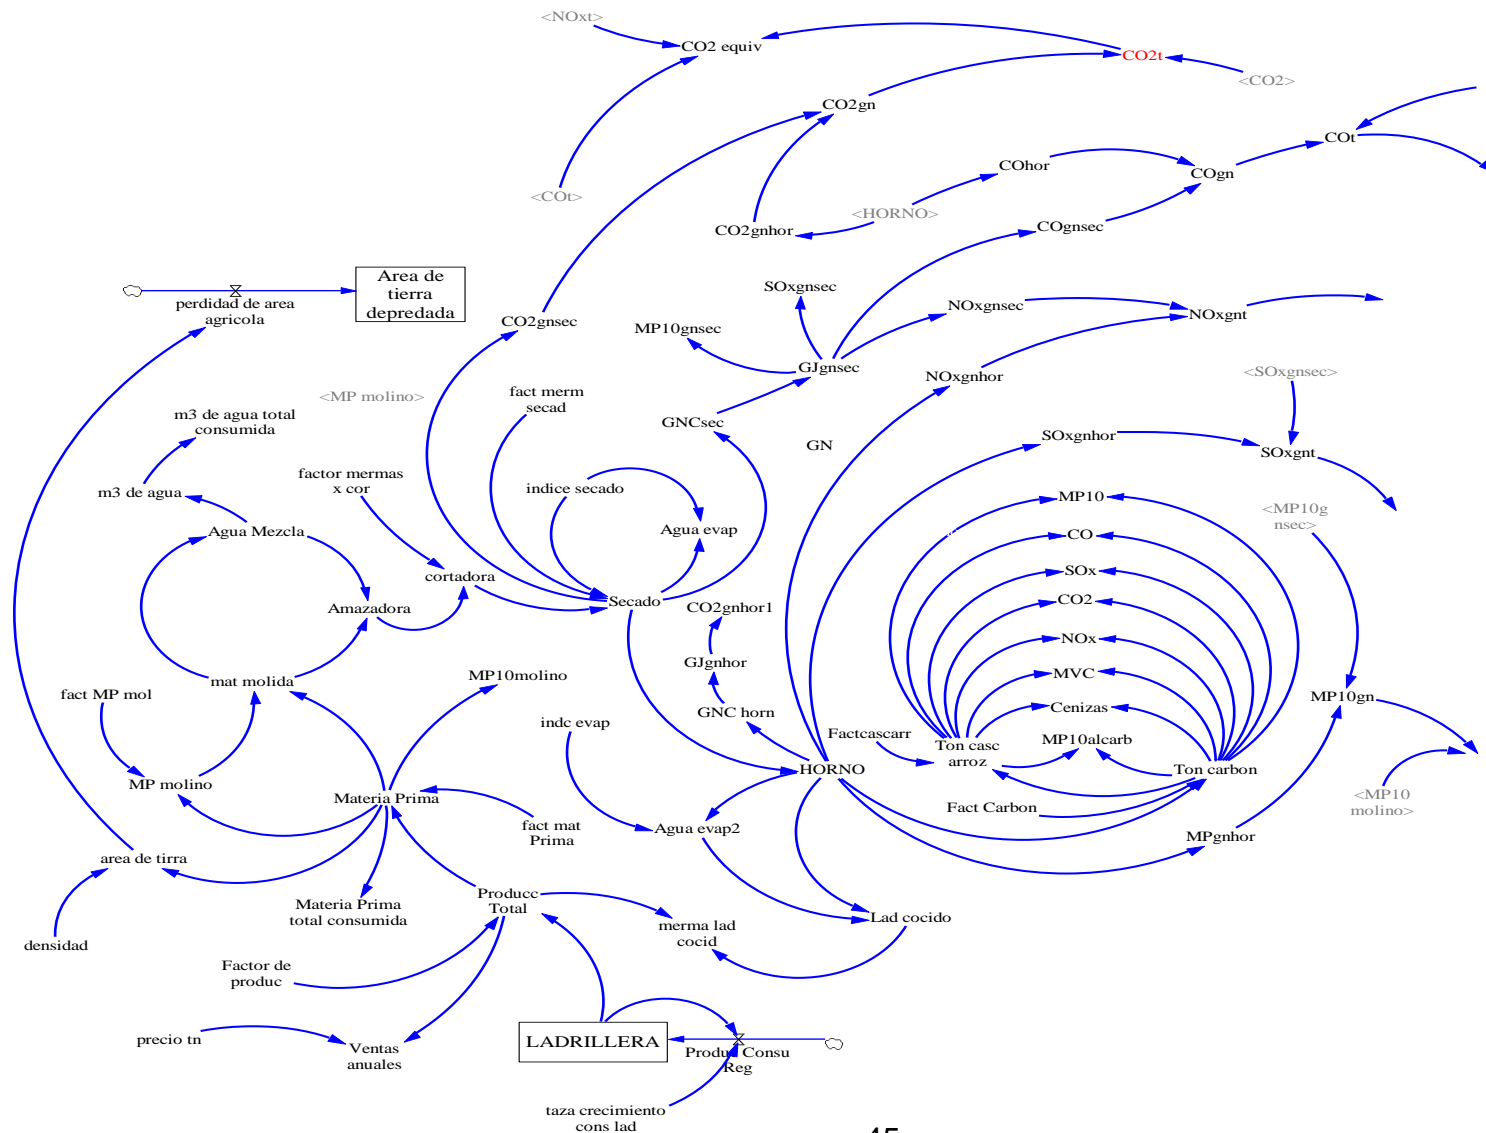 <NOxt>
CO2 equiv
CO2t
<CO2>
CO2gn
COt
COhor
COgn
<COt>
<HORNO>
CO2gnhor
COgnsec
Area de
tierra
depredada
perdidad de area
agricola
SOxgnsec
NOxgnsec
NOxgnt
CO2gnsec
MP10gnsec
GJgnsec
NOxgnhor
<SOxgnsec>
<MP molino>
fact merm
secad
m3 de agua total
consumida
GNCsec
GN
SOxgnhor
SOxgnt
factor mermas
x cor
m3 de agua
indice secado
MP10
<MP10g
nsec>
Agua Mezcla
Agua evap
CO
cortadora
SOx
Amazadora
Secado
CO2gnhor1
CO2
NOx
GJgnhor
mat molida
MP10molino
MVC
fact MP mol
MP10gn
GNC horn
Cenizas
indc evap
Factcascarr
Ton casc
arroz
MP10alcarb
HORNO
Ton carbon
MP molino
Materia Prima
Fact Carbon
<MP10
molino>
fact mat
Prima
Agua evap2
MPgnhor
area de tirra
Producc
Total
Materia Prima
total consumida
merma lad
cocid
Lad cocido
densidad
Factor de
produc
precio tn
Ventas
anuales
LADRILLERA
Produc Consu
Reg
taza crecimiento
cons lad